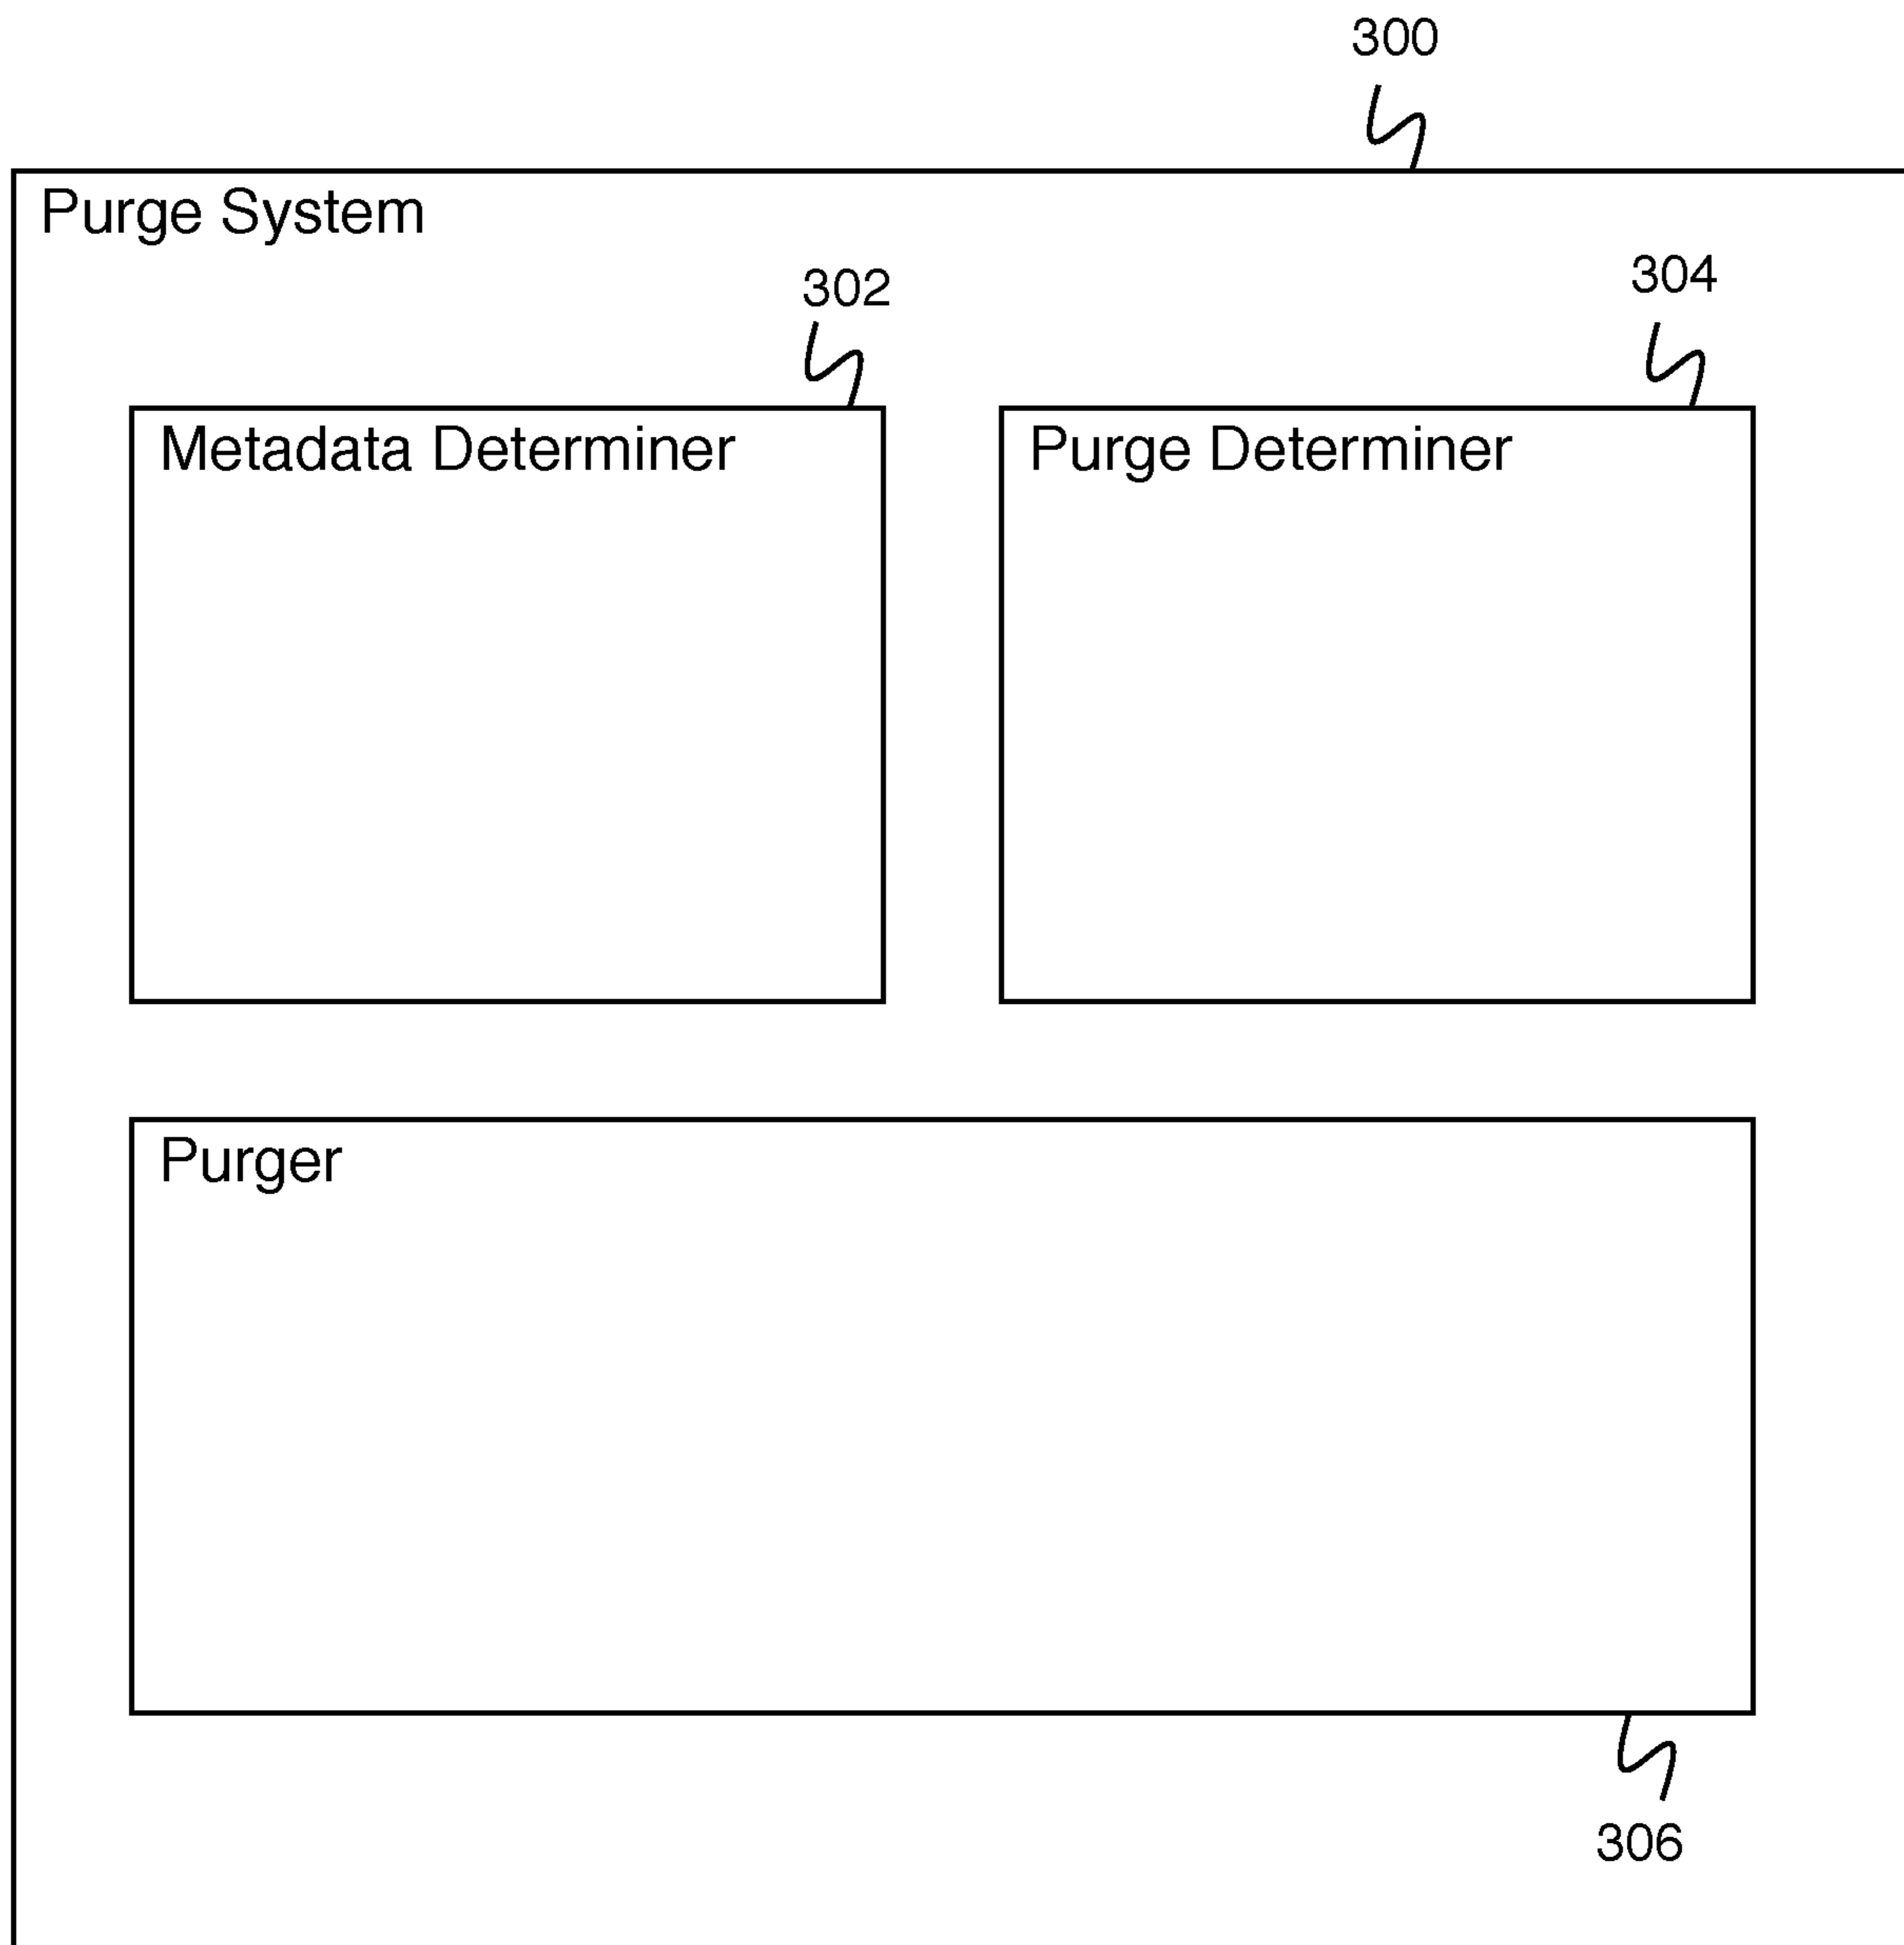 300
Purge System
302
304
Metadata Determiner
Purge Determiner
Purger
306